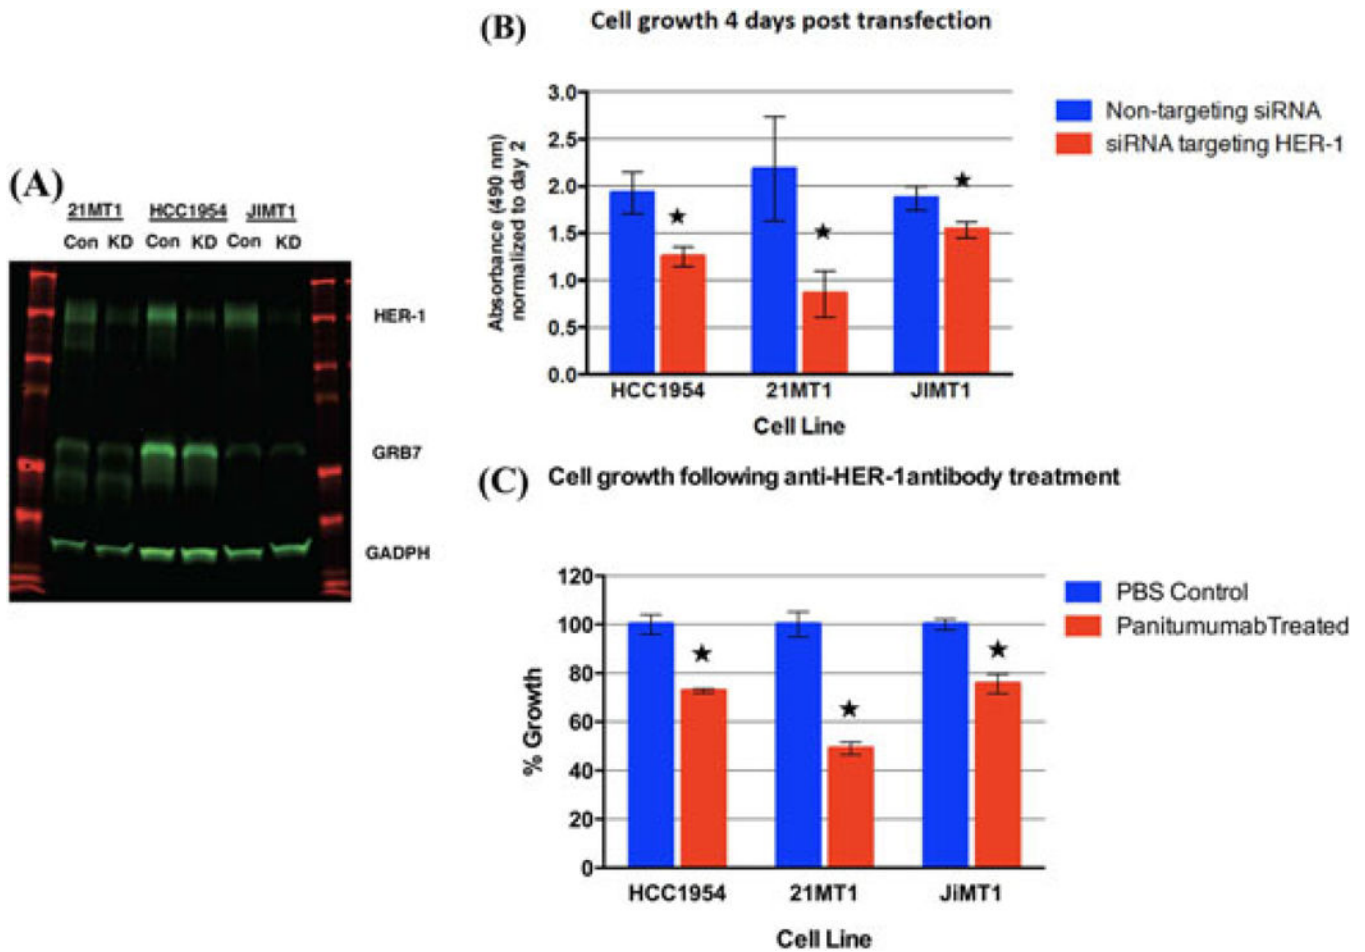 (A)
21MT1 HCC1954 JIMT1
Con KD Con KD Con KD
HER-1
GRB7
GADPH
(B) Cell growth 4 days post transfection
Absorbance (490 nm)
normalized to day 2
3.0
2.5
2.0
1.5
1.0
0.5
0.0
HCC1954 21MT1 JIMT1
Cell Line
Non-targeting siRNA
siRNA targeting HER-1
(C) Cell growth following anti-HER-1antibody treatment
% Growth
120
100
80
60
40
20
0
HCC1954 21MT1 JiMT1
Cell Line
PBS Control
PanitumumabTreated